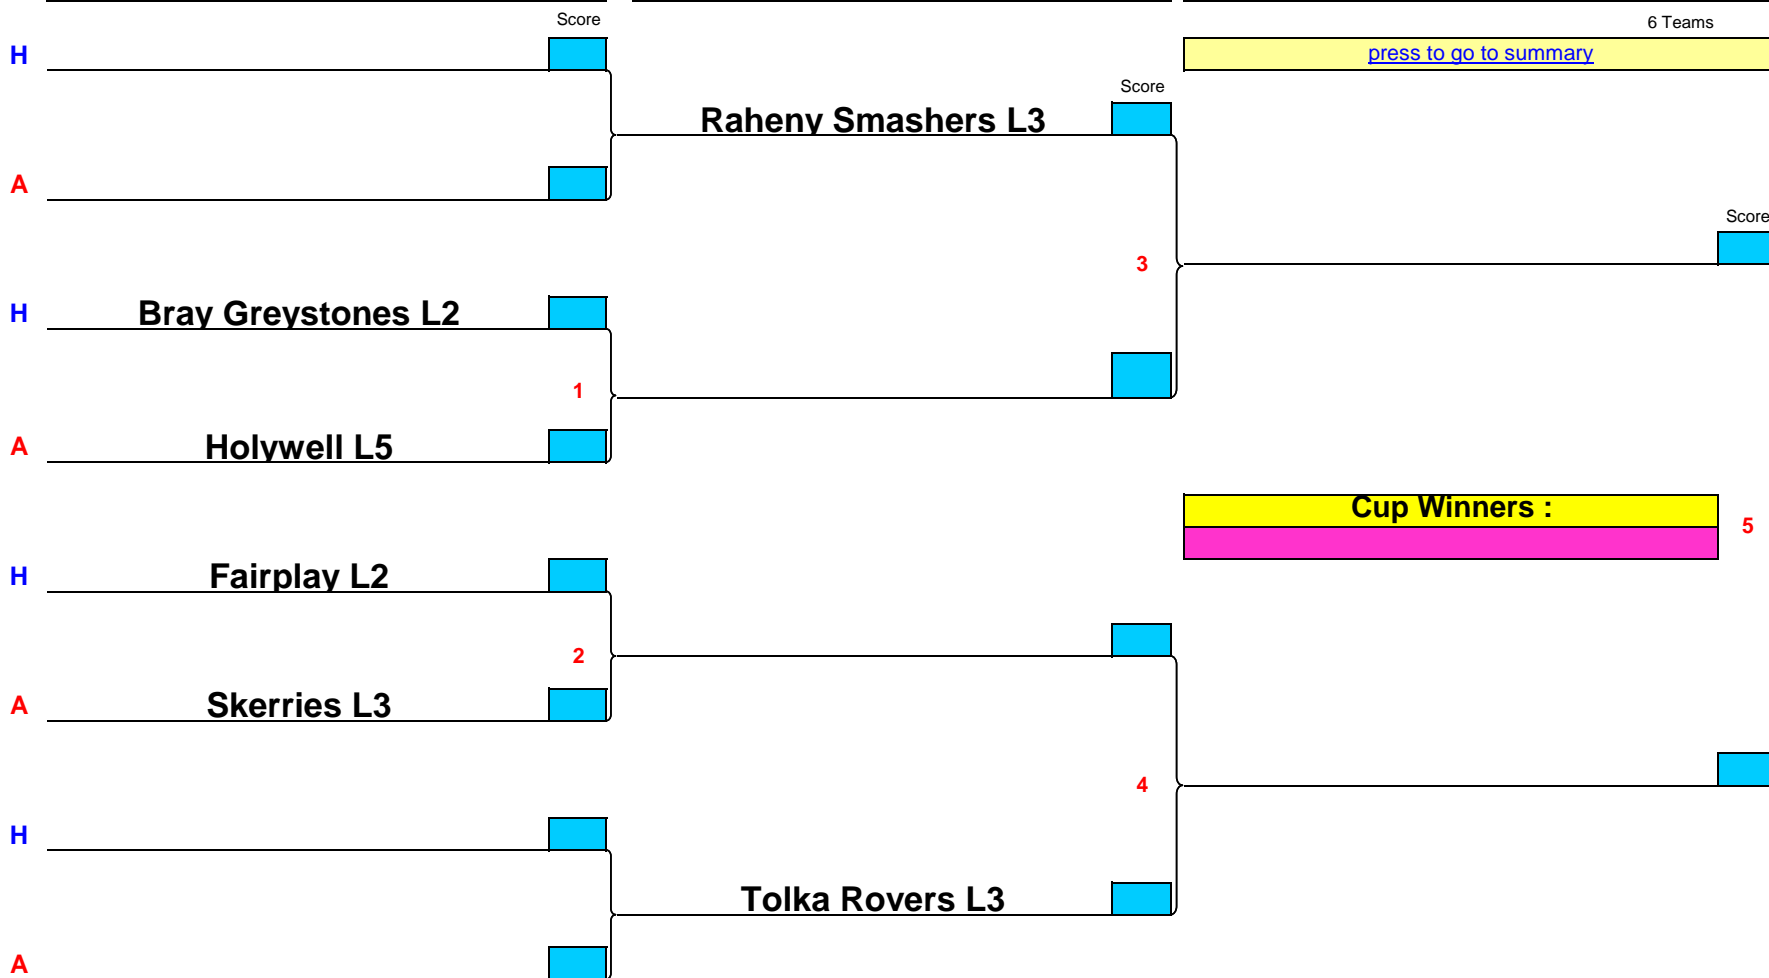 Score
6 Teams
H
press to go to summary
Score
Raheny Smashers L3
A
Score
3
H Bray Greystones L2
1
A Holywell L5
Cup Winners :
5
H Fairplay L2
2
A Skerries L3
4
H
Tolka Rovers L3
A